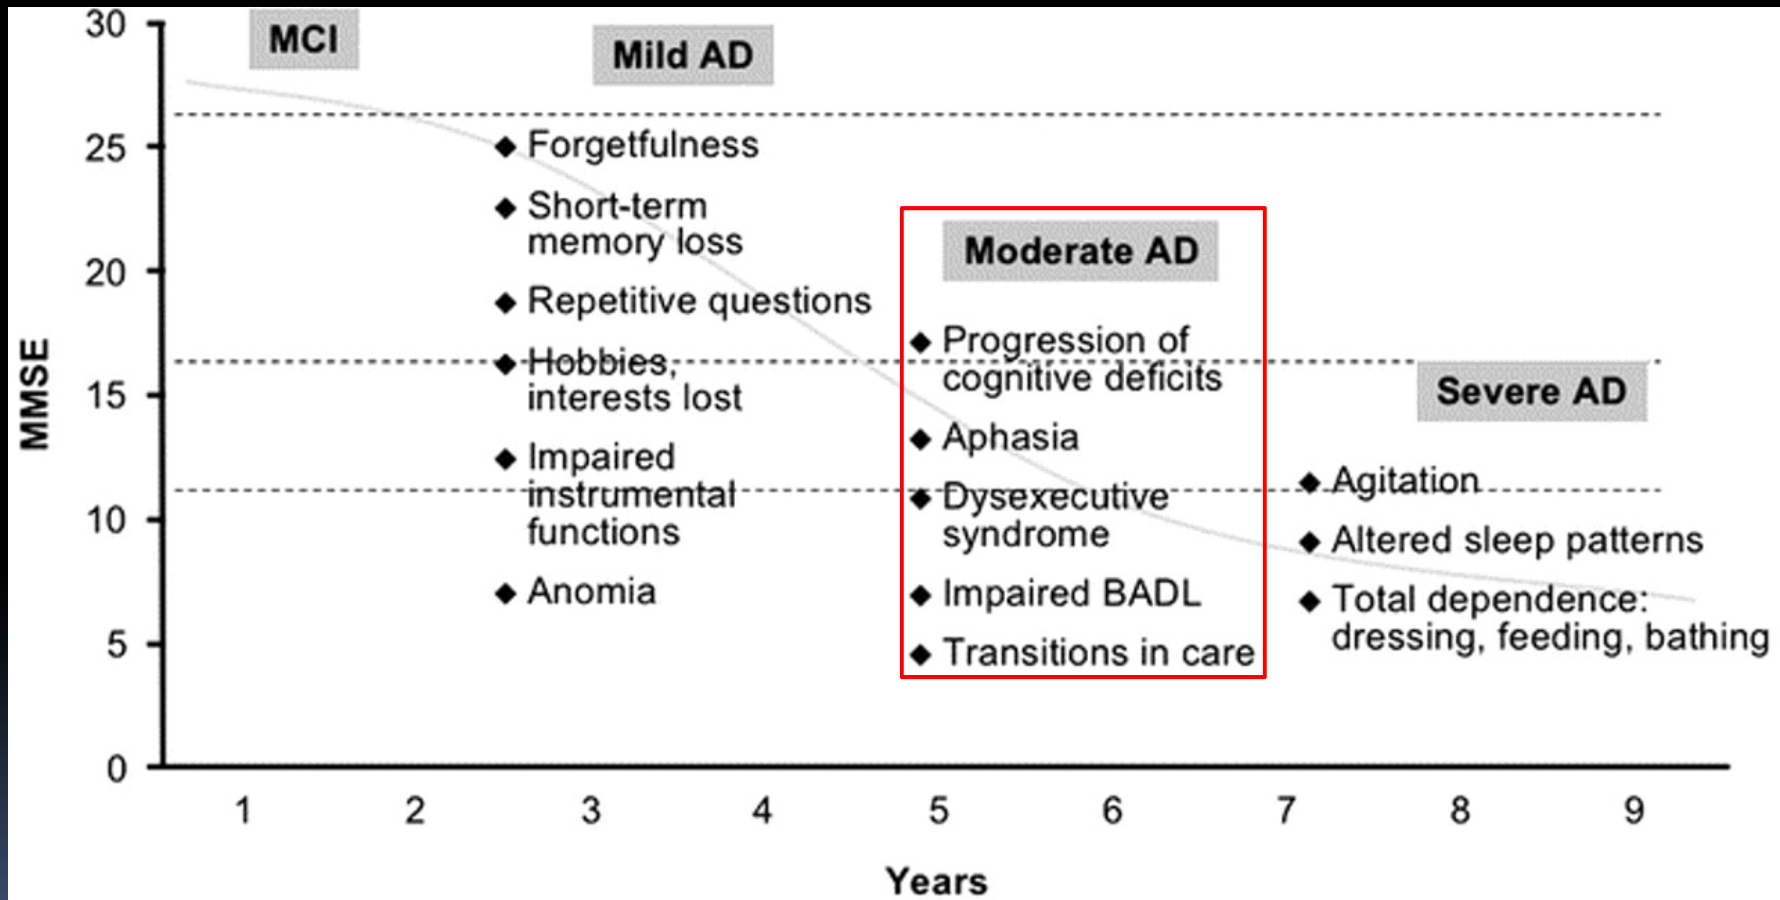 30
MCI
Mild AD
25
Forgetfulness
Short-term
memory loss
20
Repetitive questions
Hobbies,
interests lost
15
Impaired
instrumental
functions
10
Anomia
5
0
Moderate AD
Progression of
cognitive deficits
Aphasia
Dysexecutive
syndrome
Impaired BADL
Transitions in care
Severe AD
Agitation
Altered sleep patterns
Total dependence:
dressing, feeding, bathing
MMSE
1 2 3 4 5 6 7 8 9
Years